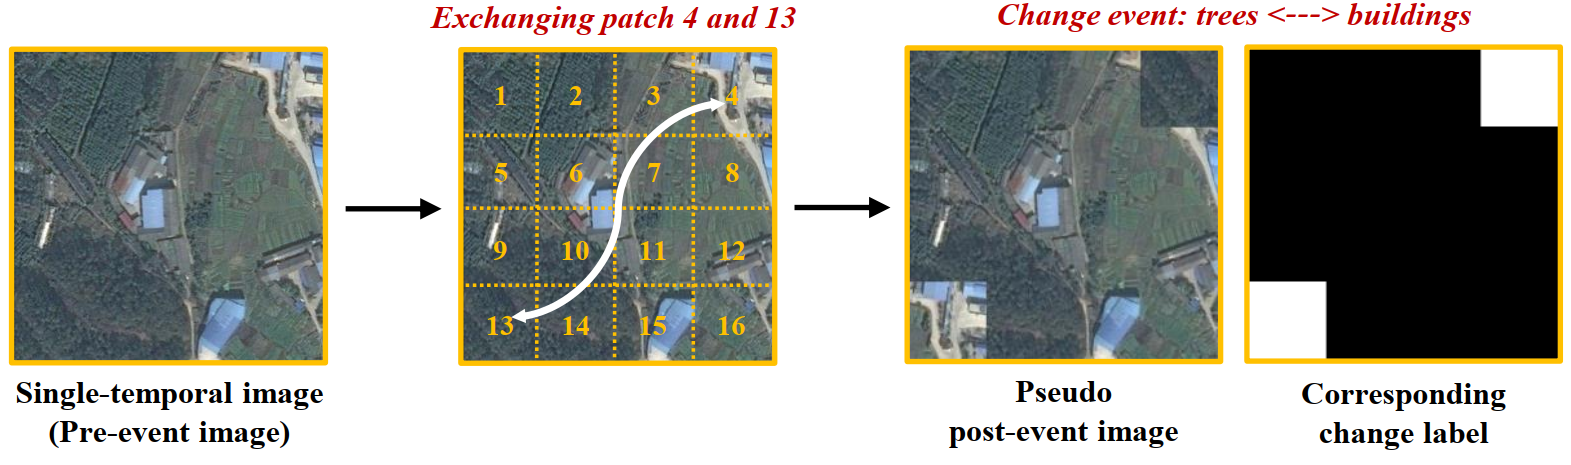 Exchanging patch 4 and 13
Change event: trees <---> buildings
1 2 3 4
5 6 7 8
9 10 11 12
13 14 15 16
Single-temporal image
(Pre-event image)
Pseudo
post-event image
Corresponding
change label